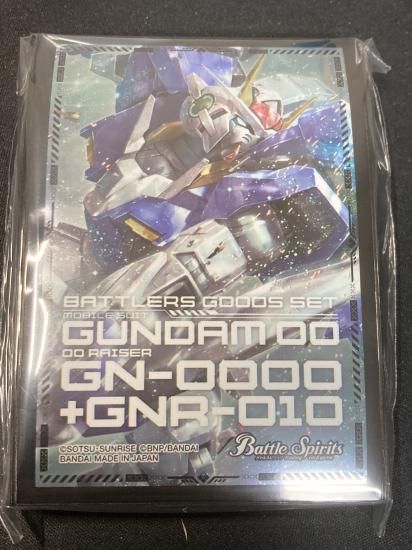 BATTLERS GOODS SET
MOBILE SUIT
GUNDAM 00
00 RAISER
GN-0000
+GNR-010
©SOTSU・SUNRISE ©BNP/BANDAI
BANDAI MADE IN JAPAN
Battle Spirits